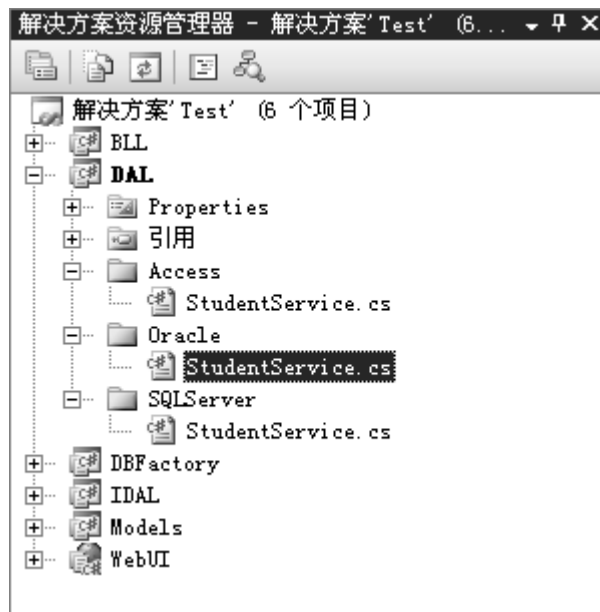 解决方案资源管理器 - 解决方案'Test' (6...
解决方案'Test' (6 个项目)
BLL
DAL
Properties
引用
Access
StudentService.cs
Oracle
StudentService.cs
SQLServer
StudentService.cs
DBFactory
IDAL
Models
WebUI